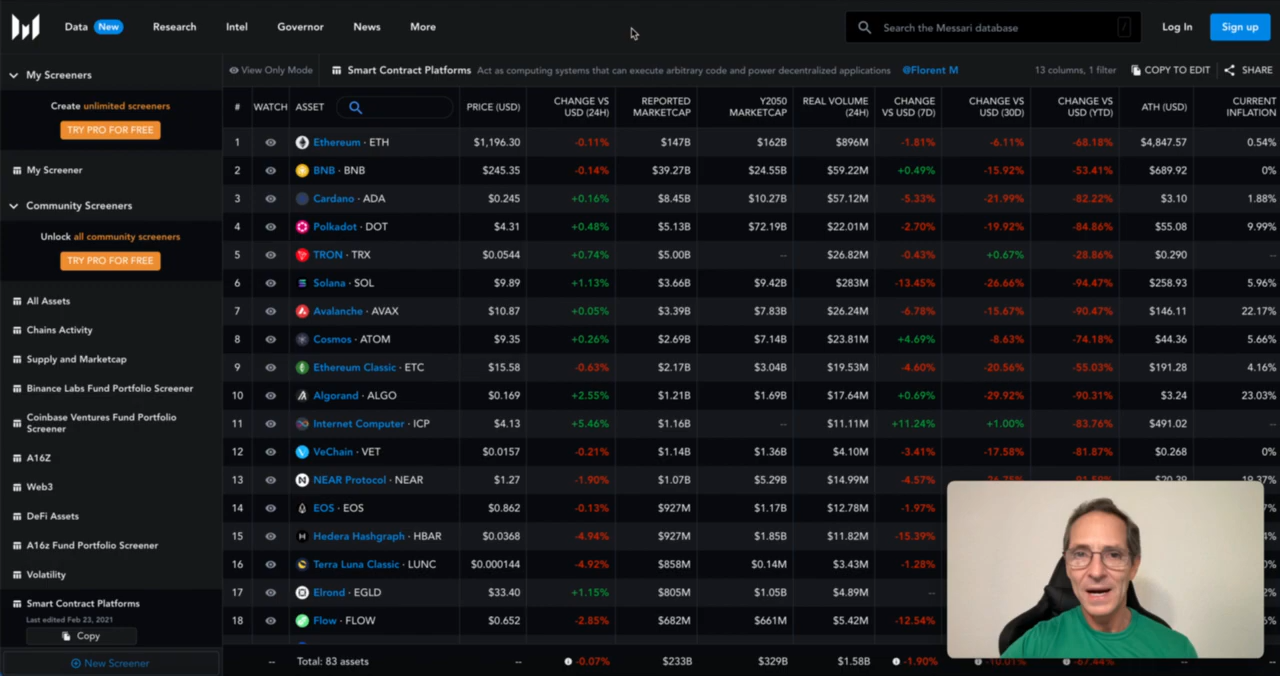 Data New Research Intel Governor News More Search the Messari database / Log In Sign up
My Screeners
Create unlimited screeners
TRY PRO FOR FREE
My Screener
Community Screeners
Unlock all community screeners
TRY PRO FOR FREE
All Assets
Chains Activity
Supply and Marketcap
Binance Labs Fund Portfolio Screener
Coinbase Ventures Fund Portfolio
Screener
A16Z
Web3
DeFi Assets
A16z Fund Portfolio Screener
Volatility
Smart Contract Platforms
Last edited Feb 23, 2021
Copy
New Screener
View Only Mode Smart Contract Platforms Act as computing systems that can execute arbitrary code and power decentralized applications @Florent M 13 columns, 1 filter COPY TO EDIT SHARE
# WATCH ASSET PRICE (USD) CHANGE VS USD (24H) REPORTED MARKETCAP Y2050 MARKETCAP REAL VOLUME (24H) CHANGE VS USD (7D) CHANGE VS USD (30D) CHANGE VS USD (YTD) ATH (USD) CURRENT INFLATION
1 Ethereum · ETH $1,196.30 -0.11% $147B $162B $896M -1.81% -6.11% -68.18% $4,847.57 0.54%
2 BNB · BNB $245.35 -0.14% $39.27B $24.55B $59.22M +0.49% -15.92% -53.41% $689.92 0%
3 Cardano · ADA $0.245 +0.16% $8.45B $10.27B $57.12M -5.33% -21.99% -82.22% $3.10 1.88%
4 Polkadot · DOT $4.31 +0.48% $5.13B $72.19B $22.01M -2.70% -19.92% -84.86% $55.08 9.99%
5 TRON · TRX $0.0544 +0.74% $5.00B -- $26.82M -0.43% +0.67% -28.86% $0.290 --
6 Solana · SOL $9.89 +1.13% $3.66B $9.42B $283M -13.45% -26.66% -94.47% $258.93 5.96%
7 Avalanche · AVAX $10.87 +0.05% $3.39B $7.83B $26.24M -6.78% -15.67% -90.47% $146.11 22.17%
8 Cosmos · ATOM $9.35 +0.26% $2.69B $7.14B $23.81M +4.69% -8.63% -74.18% $44.36 5.66%
9 Ethereum Classic · ETC $15.58 -0.63% $2.17B $3.04B $19.53M -4.60% -20.56% -55.03% $191.28 4.16%
10 Algorand · ALGO $0.169 +2.55% $1.21B $1.69B $17.64M +0.69% -29.92% -90.31% $3.24 23.03%
11 Internet Computer · ICP $4.13 +5.46% $1.16B -- $11.11M +11.24% +1.00% -83.76% $491.02 --
12 VeChain · VET $0.0157 -0.21% $1.14B $1.36B $4.10M -3.41% -17.58% -81.87% $0.268 0%
13 NEAR Protocol · NEAR $1.27 -1.90% $1.07B $5.29B $14.99M -4.57%
14 EOS · EOS $0.862 -0.13% $927M $1.17B $12.78M -1.97%
15 Hedera Hashgraph · HBAR $0.0368 -4.94% $927M $1.85B $11.82M -15.39%
16 Terra Luna Classic · LUNC $0.000144 -4.92% $858M $0.14M $3.43M -1.28%
17 Elrond · EGLD $33.40 +1.15% $805M $1.05B $4.89M --
18 Flow · FLOW $0.652 -2.85% $682M $661M $5.42M -12.54%
-- Total: 83 assets -- -0.07% $233B $329B $1.58B -1.90% -10.01% -87.44% -- --